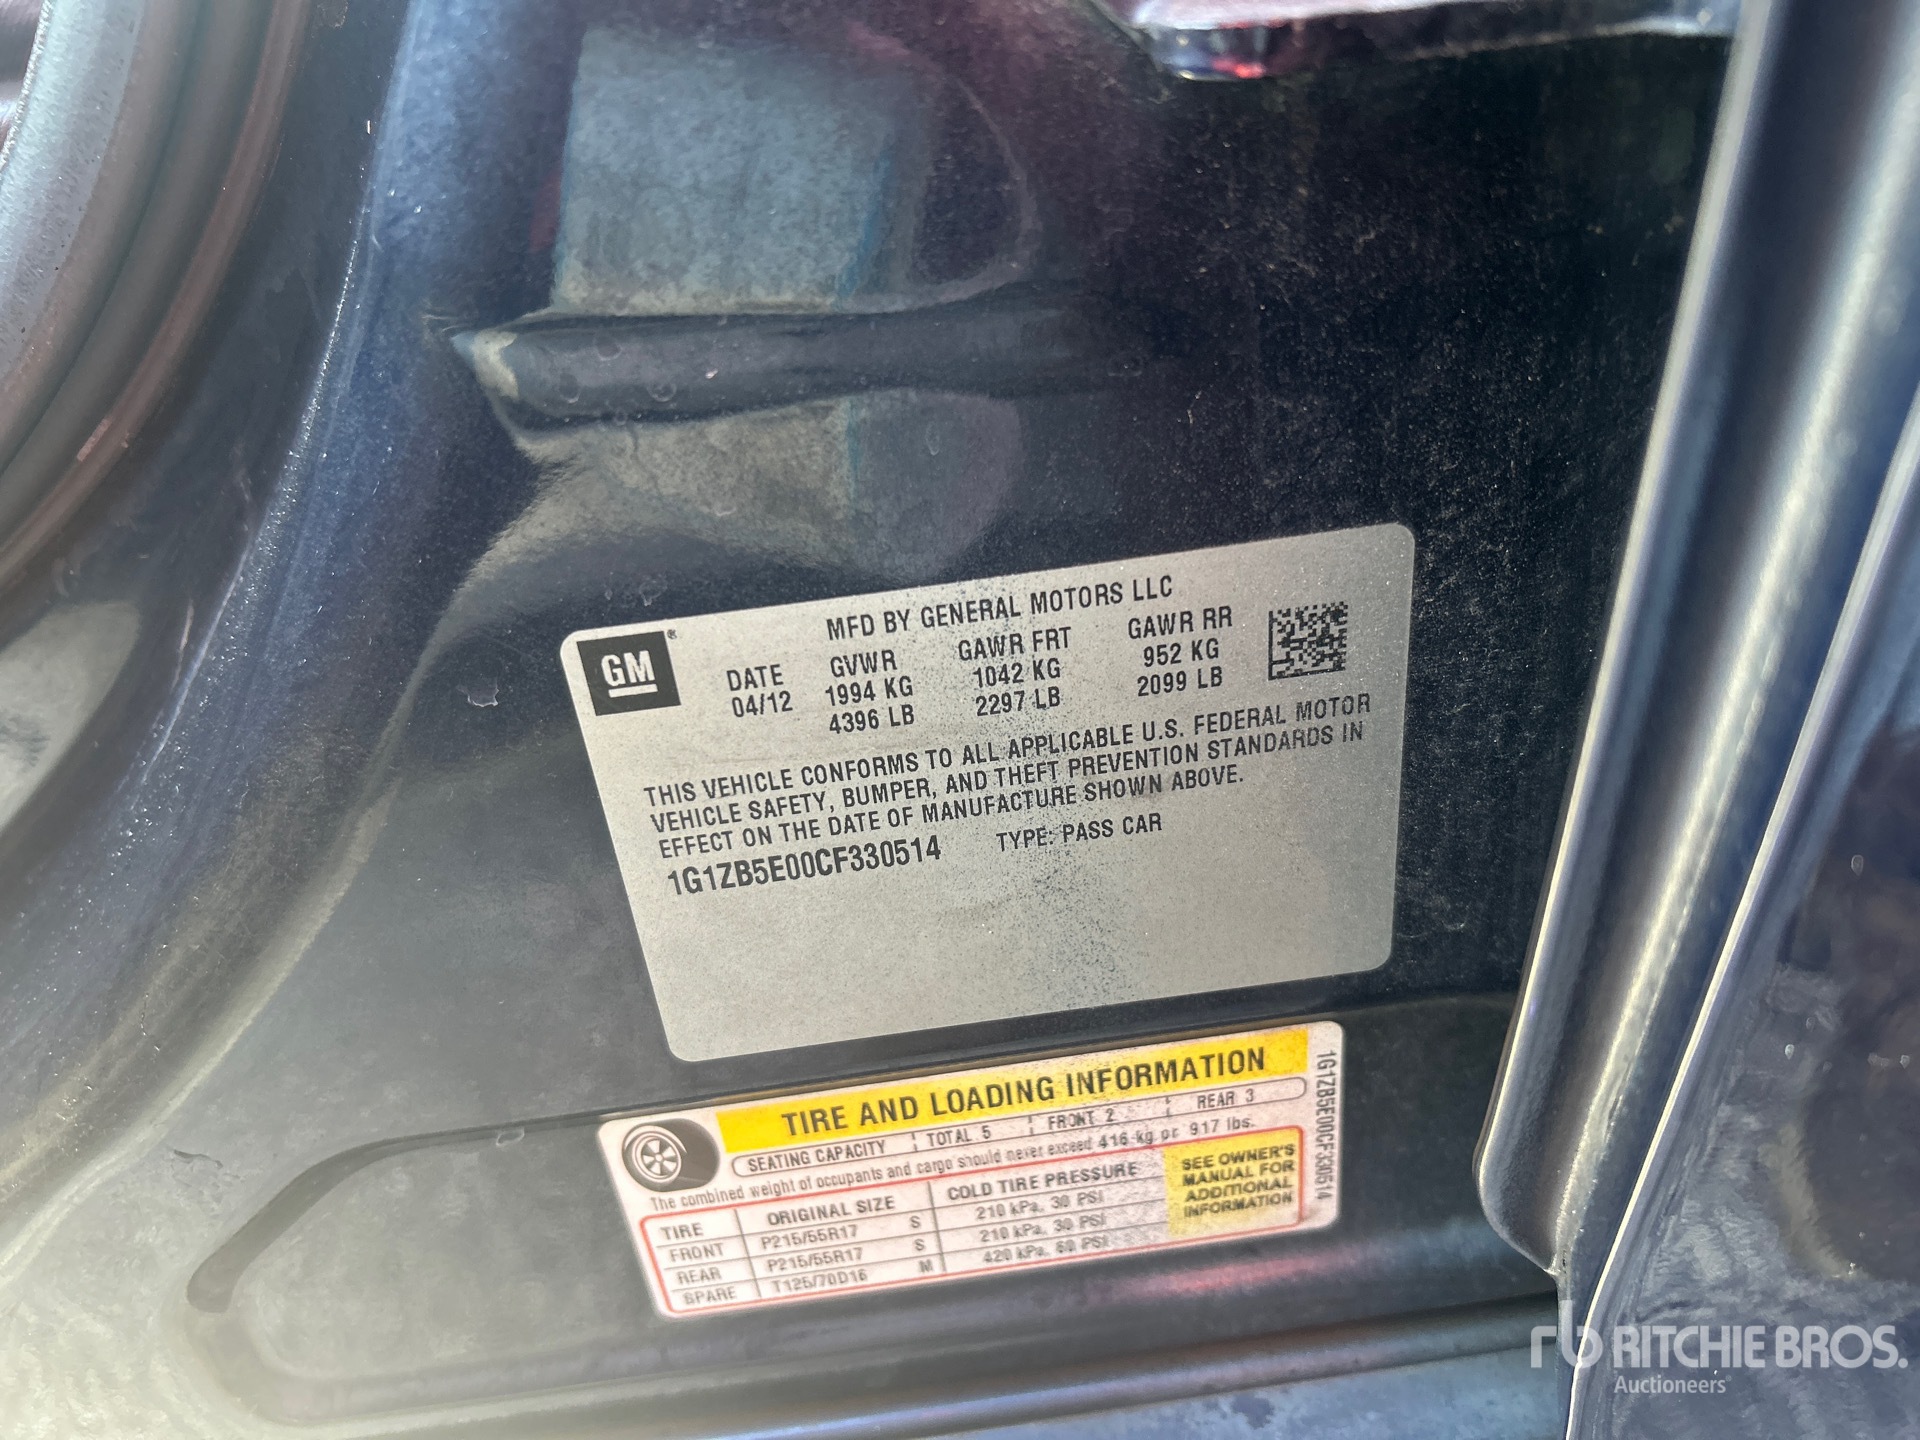 GM®
MFD BY GENERAL MOTORS LLC
DATE GVWR GAWR FRT GAWR RR
04/12 1994 KG 1042 KG 952 KG
4396 LB 2297 LB 2099 LB
THIS VEHICLE CONFORMS TO ALL APPLICABLE U.S. FEDERAL MOTOR
VEHICLE SAFETY, BUMPER, AND THEFT PREVENTION STANDARDS IN
EFFECT ON THE DATE OF MANUFACTURE SHOWN ABOVE.
1G1ZB5E00CF330514 TYPE: PASS CAR
TIRE AND LOADING INFORMATION
SEATING CAPACITY TOTAL 5 FRONT 2 REAR 3
The combined weight of occupants and cargo should never exceed 416 kg or 917 lbs.
TIRE ORIGINAL SIZE COLD TIRE PRESSURE
FRONT P215/55R17 S 210 kPa, 30 PSI
REAR P215/55R17 S 210 kPa, 30 PSI
SPARE T125/70D16 M 420 kPa, 60 PSI
SEE OWNER'S
MANUAL FOR
ADDITIONAL
INFORMATION
1G1ZB5E00CF330514
rb RITCHIE BROS.
Auctioneers